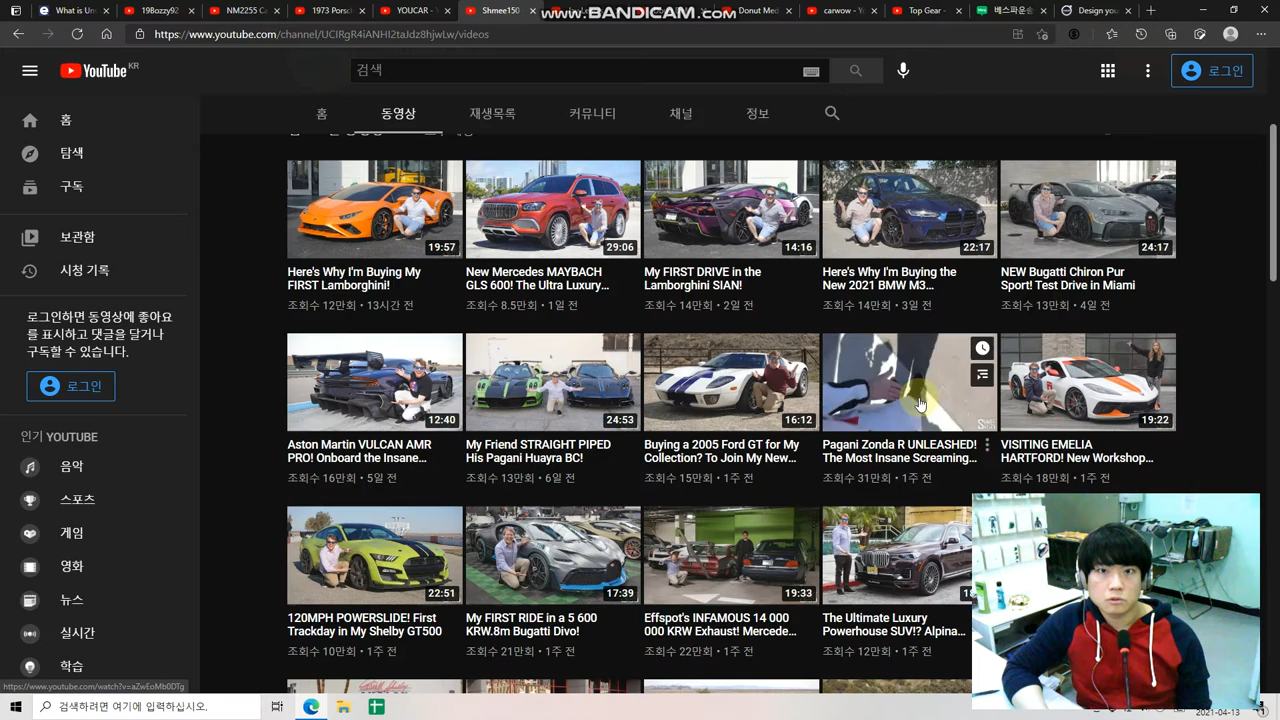 What is Un
19Bozzy92
NM2255 Ca
1973 Porsc
YOUCAR - Y
Shmee150
Donut Med
carwow - Yo
Top Gear -
베스파운손
Design you
www.BANDICAM.com
https://www.youtube.com/channel/UCIRgR4iANHI2taJdz8hjwLw/videos
YouTube KR
검색
로그인
홈
동영상
재생목록
커뮤니티
채널
정보
홈
탐색
구독
보관함
시청 기록
로그인하면 동영상에 좋아요
를 표시하고 댓글을 달거나
구독할 수 있습니다.
로그인
인기 YOUTUBE
음악
스포츠
게임
영화
뉴스
실시간
학습
19:57
29:06
14:16
22:17
24:17
Here's Why I'm Buying My
FIRST Lamborghini!
조회수 12만회 • 13시간 전
New Mercedes MAYBACH
GLS 600! The Ultra Luxury...
조회수 8.5만회 • 1일 전
My FIRST DRIVE in the
Lamborghini SIAN!
조회수 14만회 • 2일 전
Here's Why I'm Buying the
New 2021 BMW M3...
조회수 14만회 • 3일 전
NEW Bugatti Chiron Pur
Sport! Test Drive in Miami
조회수 13만회 • 4일 전
12:40
24:53
16:12
19:22
Aston Martin VULCAN AMR
PRO! Onboard the Insane...
조회수 16만회 • 5일 전
My Friend STRAIGHT PIPED
His Pagani Huayra BC!
조회수 13만회 • 6일 전
Buying a 2005 Ford GT for My
Collection? To Join My New...
조회수 15만회 • 1주 전
Pagani Zonda R UNLEASHED!
The Most Insane Screaming...
조회수 31만회 • 1주 전
VISITING EMELIA
HARTFORD! New Workshop...
조회수 18만회 • 1주 전
22:51
17:39
19:33
120MPH POWERSLIDE! First
Trackday in My Shelby GT500
조회수 10만회 • 1주 전
My FIRST RIDE in a 5 600
KRW.8m Bugatti Divo!
조회수 21만회 • 1주 전
Effspot's INFAMOUS 14 000
000 KRW Exhaust! Mercede...
조회수 22만회 • 1주 전
The Ultimate Luxury
Powerhouse SUV!? Alpina...
조회수 12만회 • 1주 전
https://www.youtube.com/watch?v=aZwEoMb0DTg
검색하려면 여기에 입력하십시오.
2021-04-13